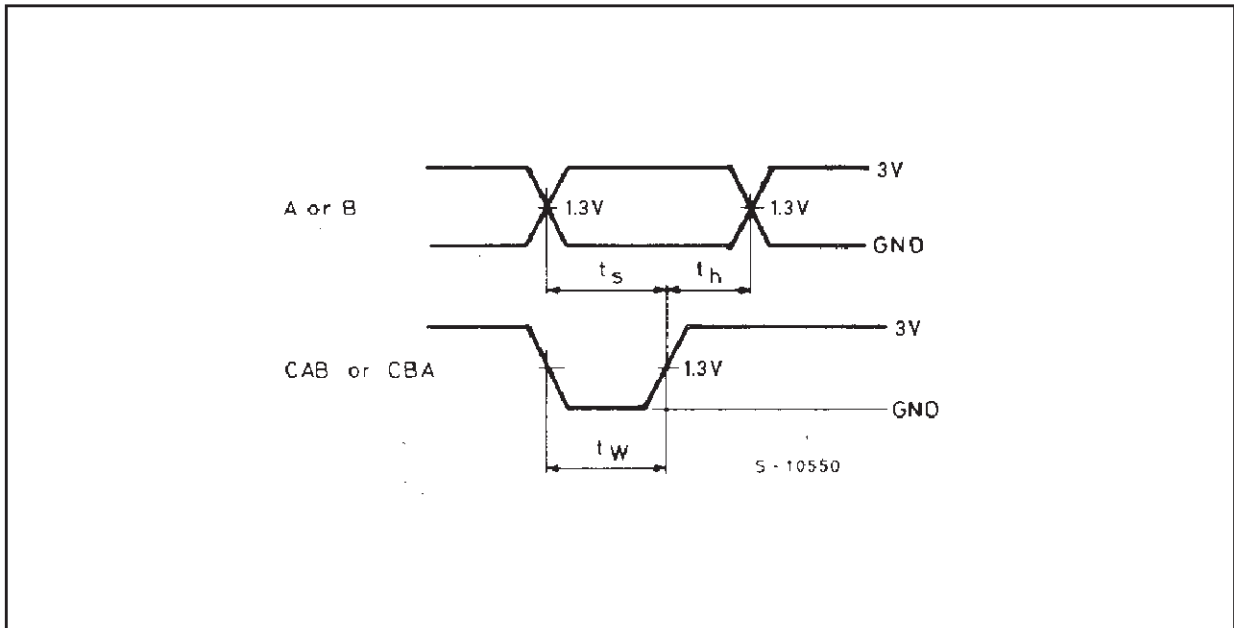 3V
A or B
1.3V
1.3V
GND
ts
th
3V
CAB or CBA
1.3V
GND
tW
S-10550